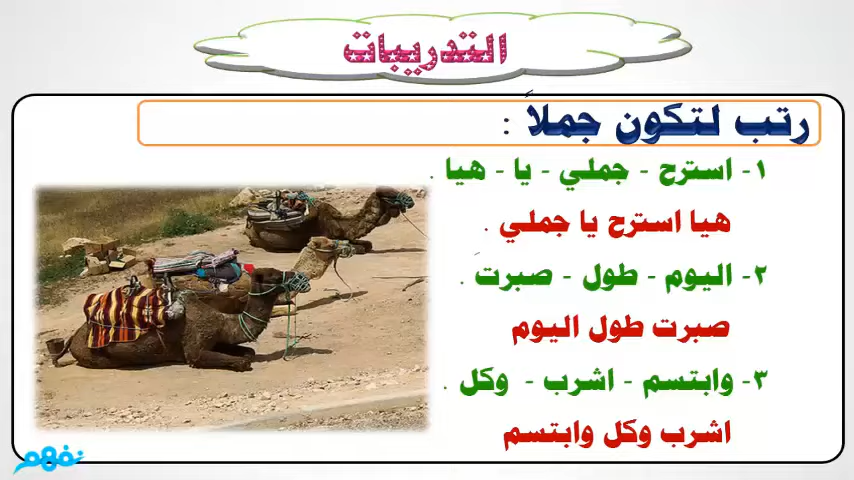 التدريبات
رتب لتكون جملاً :
١- استرح - جملي - يا - هيا .
هيا استرح يا جملي .
٢- اليوم - طول - صبرتَ .
صبرت طول اليوم
٣- وابتسم - اشرب - وكل .
اشرب وكل وابتسم
نفهم